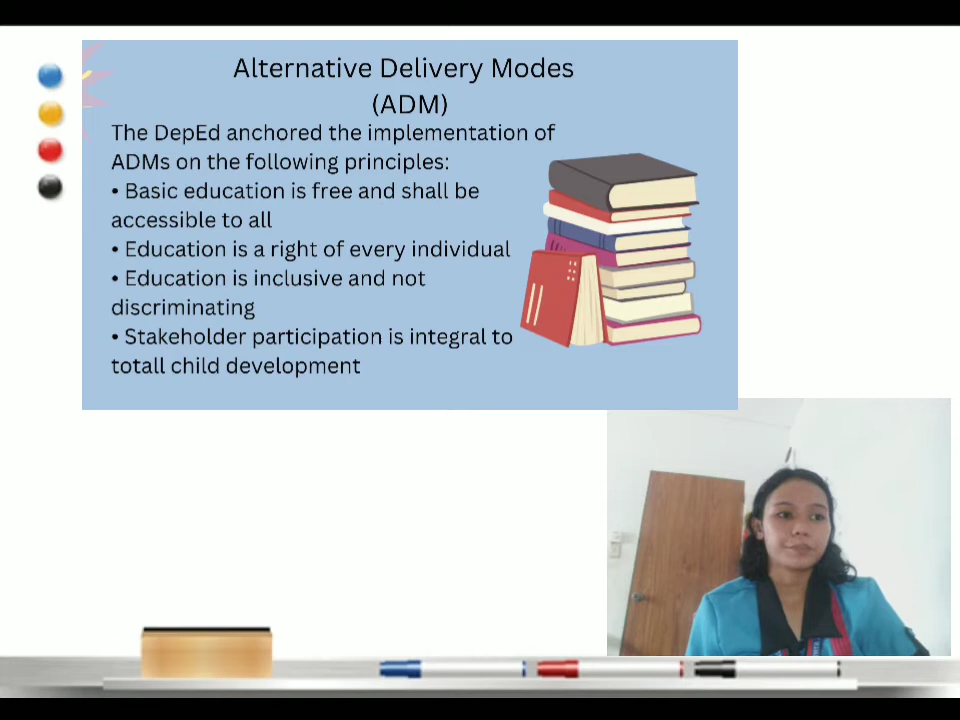 Alternative Delivery Modes
(ADM)
The DepEd anchored the implementation of
ADMs on the following principles:
• Basic education is free and shall be
accessible to all
• Education is a right of every individual
• Education is inclusive and not
discriminating
• Stakeholder participation is integral to
totall child development